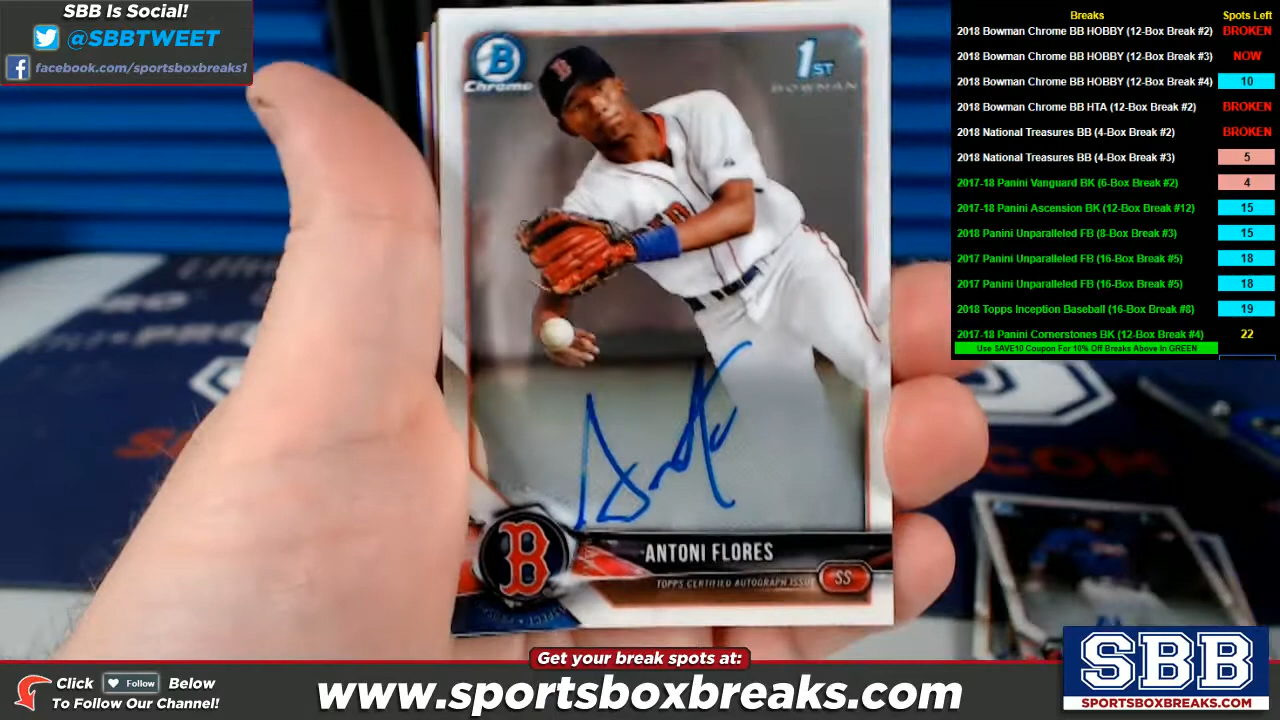 SBB Is Social!
@SBBTWEET
facebook.com/sportsboxbreaks1
Breaks Spots Left
2018 Bowman Chrome BB HOBBY (12-Box Break #2) BROKEN
2018 Bowman Chrome BB HOBBY (12-Box Break #3) NOW
2018 Bowman Chrome BB HOBBY (12-Box Break #4) 10
2018 Bowman Chrome BB HTA (12-Box Break #2) BROKEN
2018 National Treasures BB (4-Box Break #2) BROKEN
2018 National Treasures BB (4-Box Break #3) 5
2017-18 Panini Vanguard BK (6-Box Break #2) 4
2017-18 Panini Ascension BK (12-Box Break #12) 15
2018 Panini Unparalleled FB (8-Box Break #3) 15
2017 Panini Unparalleled FB (16-Box Break #5) 18
2017 Panini Unparalleled FB (16-Box Break #5) 18
2018 Topps Inception Baseball (16-Box Break #8) 19
2017-18 Panini Cornerstones BK (12-Box Break #4) 22
Use SAVE10 Coupon For 10% Off Breaks Above In GREEN
B
Chrome
1ST
BOWMAN
B
B
ANTONI FLORES
TOPPS CERTIFIED AUTOGRAPH ISSUE
SS
.COM
Get your break spots at:
Click Follow Below
To Follow Our Channel!
www.sportsboxbreaks.com
SBB
SPORTSBOXBREAKS.COM